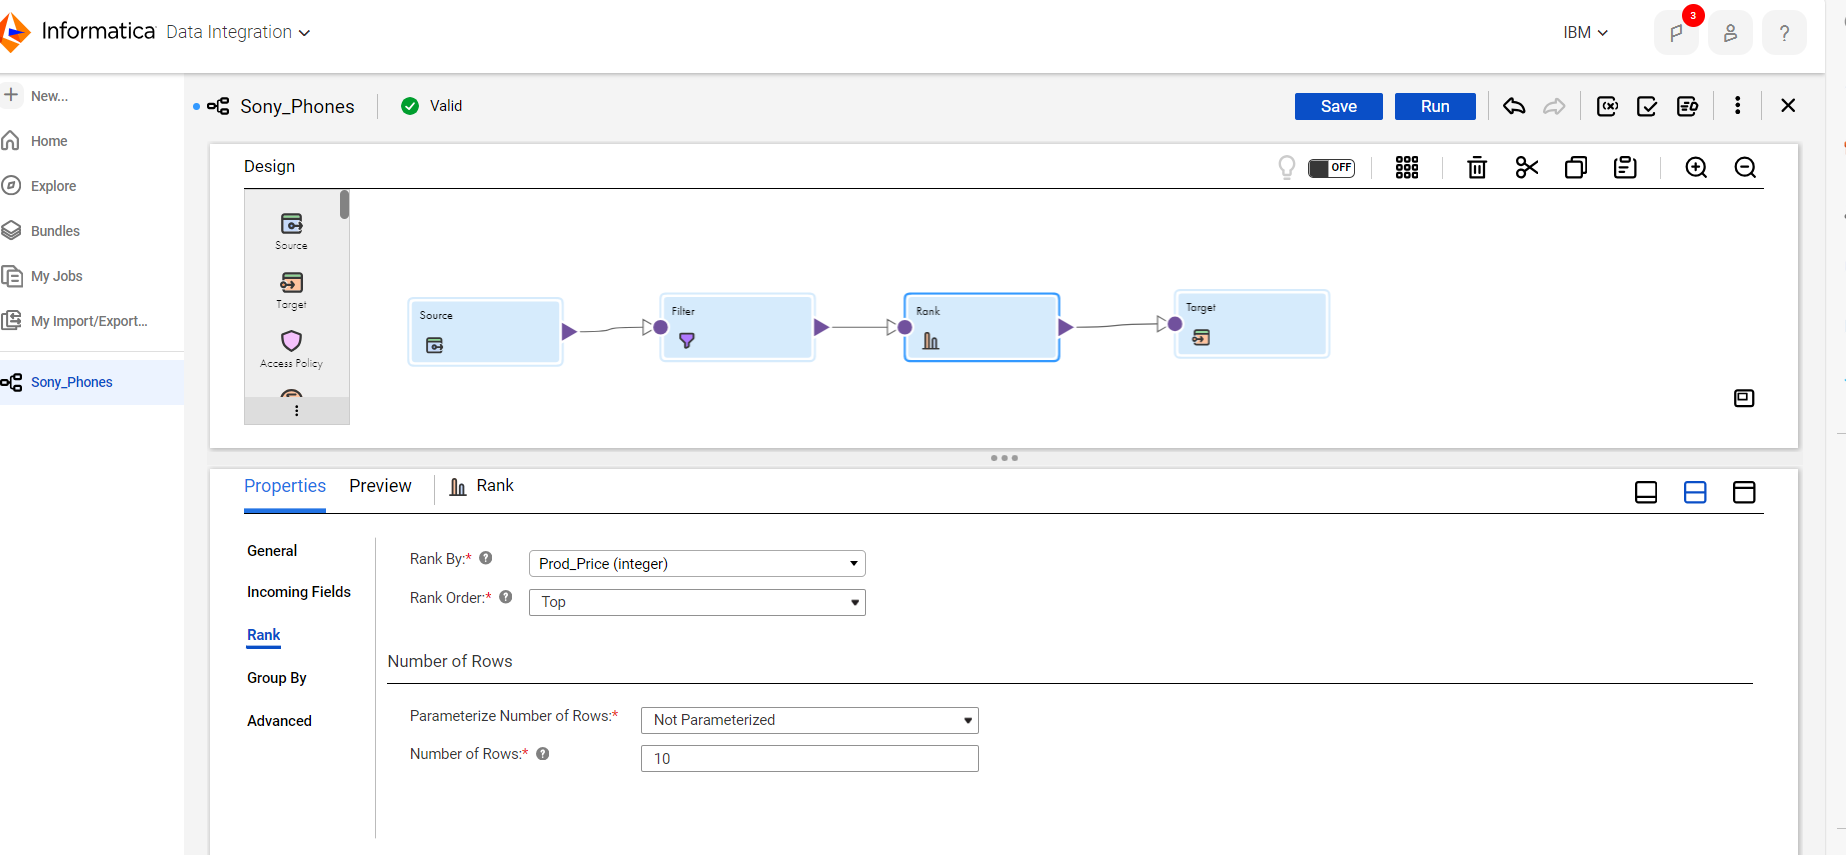 Informatica Data Integration
IBM
3
?
New...
Home
Explore
Bundles
My Jobs
My Import/Export...
Sony_Phones
Sony_Phones
Valid
Save
Run
Design
OFF
Source
Target
Access Policy
Source
Filter
Rank
Target
Properties
Preview
Rank
General
Incoming Fields
Rank
Group By
Advanced
Rank By:* ?
Prod_Price (integer)
Rank Order:* ?
Top
Number of Rows
Parameterize Number of Rows:*
Not Parameterized
Number of Rows:* ?
10